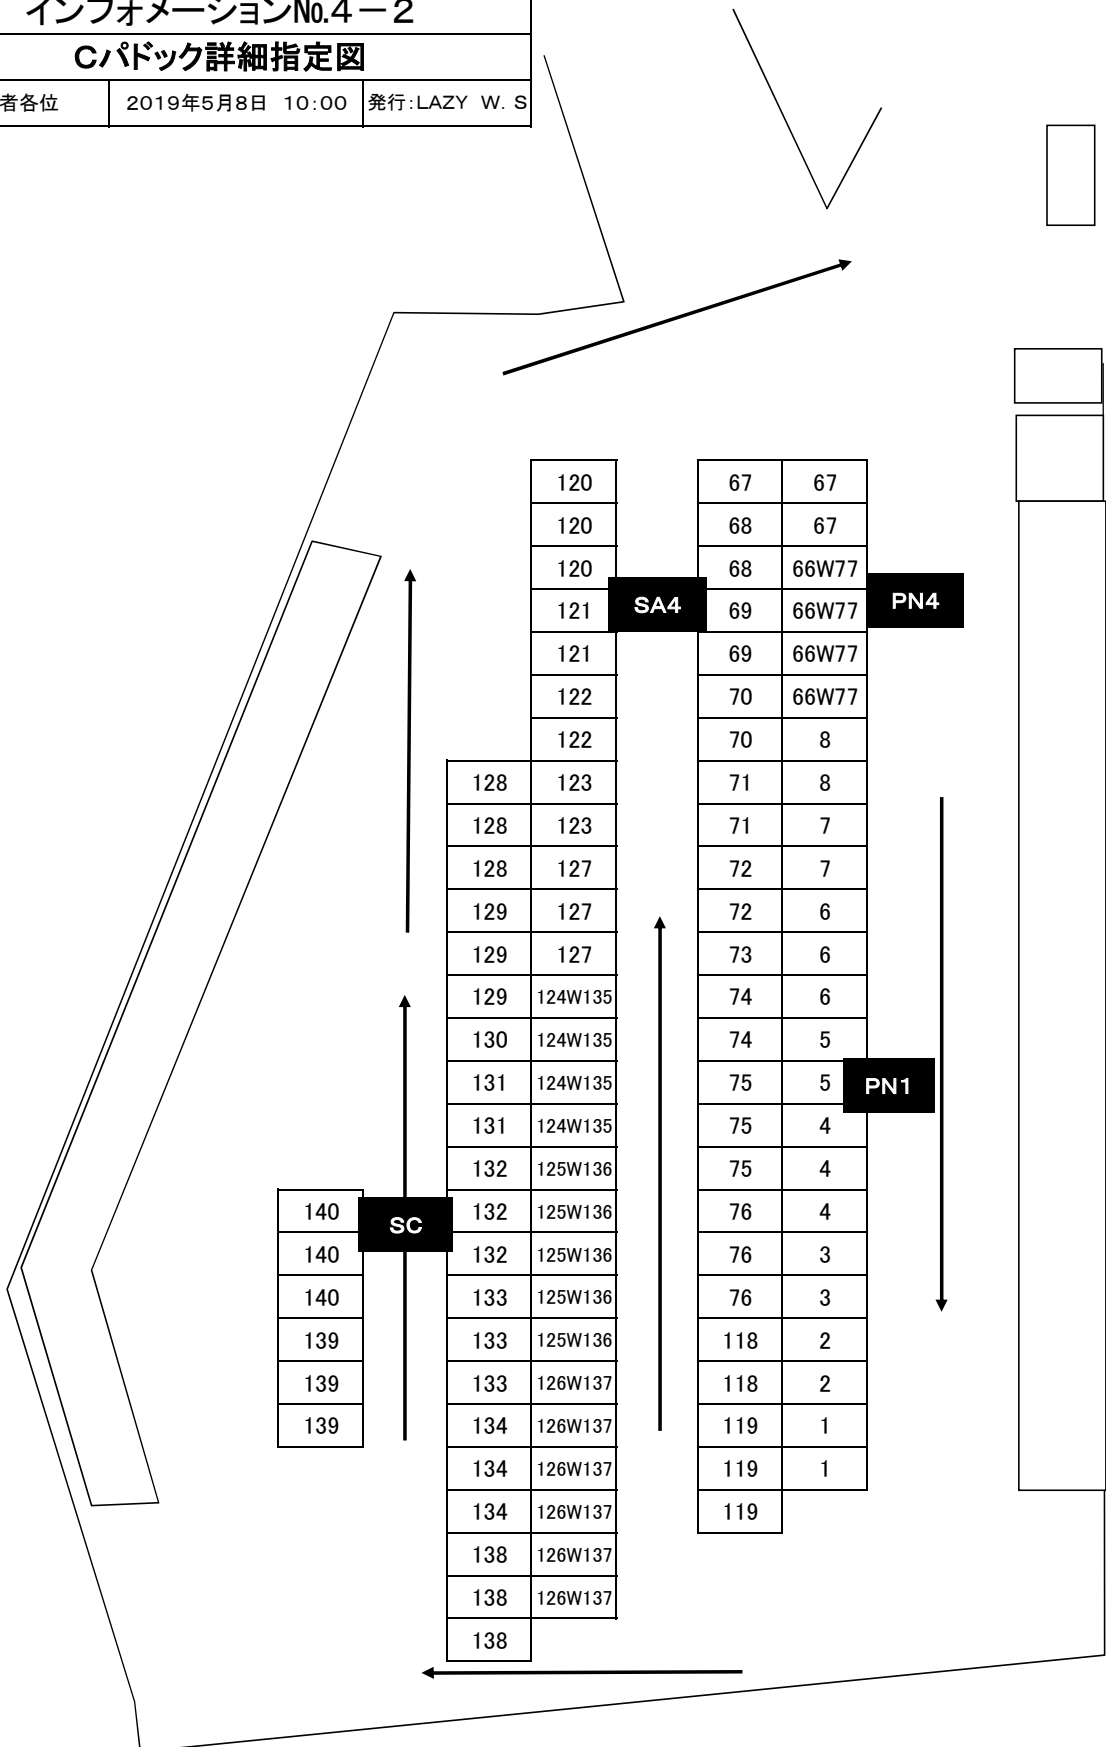 インフォメーション№4－2
Cパドック詳細指定図
者各位 2019年5月8日 10:00 発行:LAZY W. S
120 67 67
120 68 67
120 68 66W77
SA4 PN4
121 69 66W77
121 69 66W77
122 70 66W77
122 70 8
128 123 71 8
128 123 71 7
128 127 72 7
129 127 72 6
129 127 73 6
129 124W135 74 6
130 124W135 74 5
131 124W135 75 5 PN1
131 124W135 75 4
132 125W136 75 4
140 SC 132 125W136 76 4
140 132 125W136 76 3
140 133 125W136 76 3
139 133 125W136 118 2
139 133 126W137 118 2
139 134 126W137 119 1
134 126W137 119 1
134 126W137 119
138 126W137
138 126W137
138